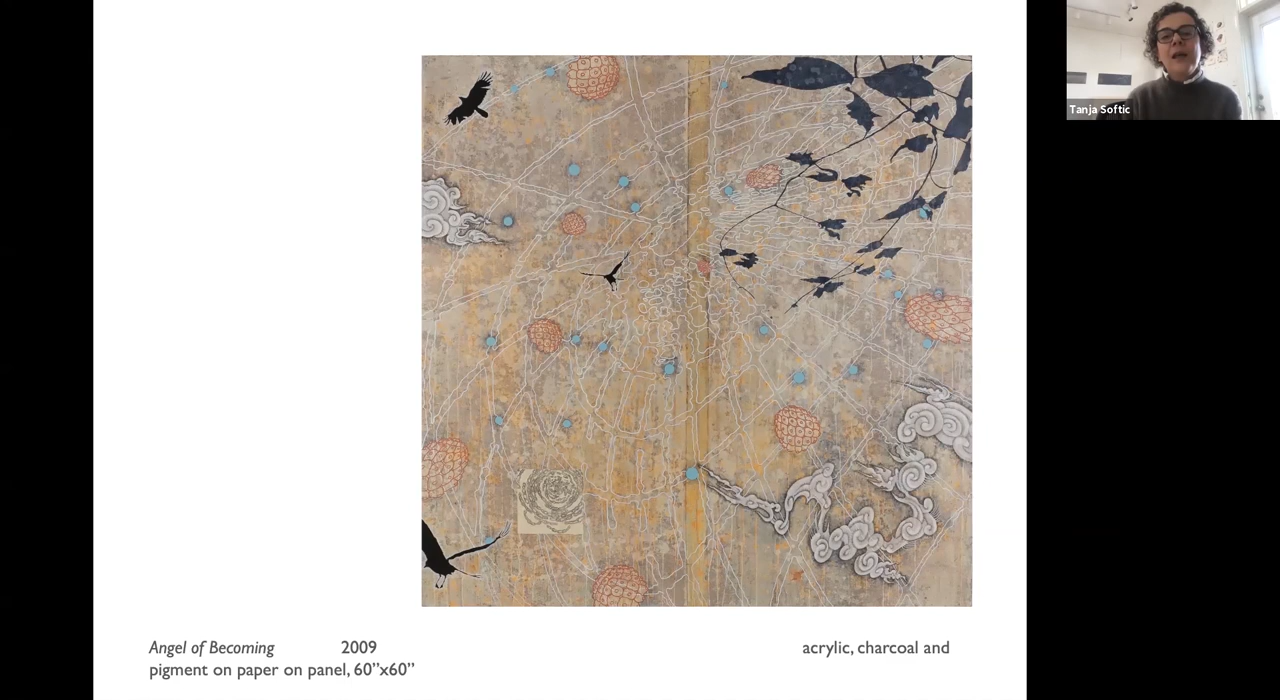 Tanja Softic
Angel of Becoming 2009 acrylic, charcoal and
pigment on paper on panel, 60”x60”